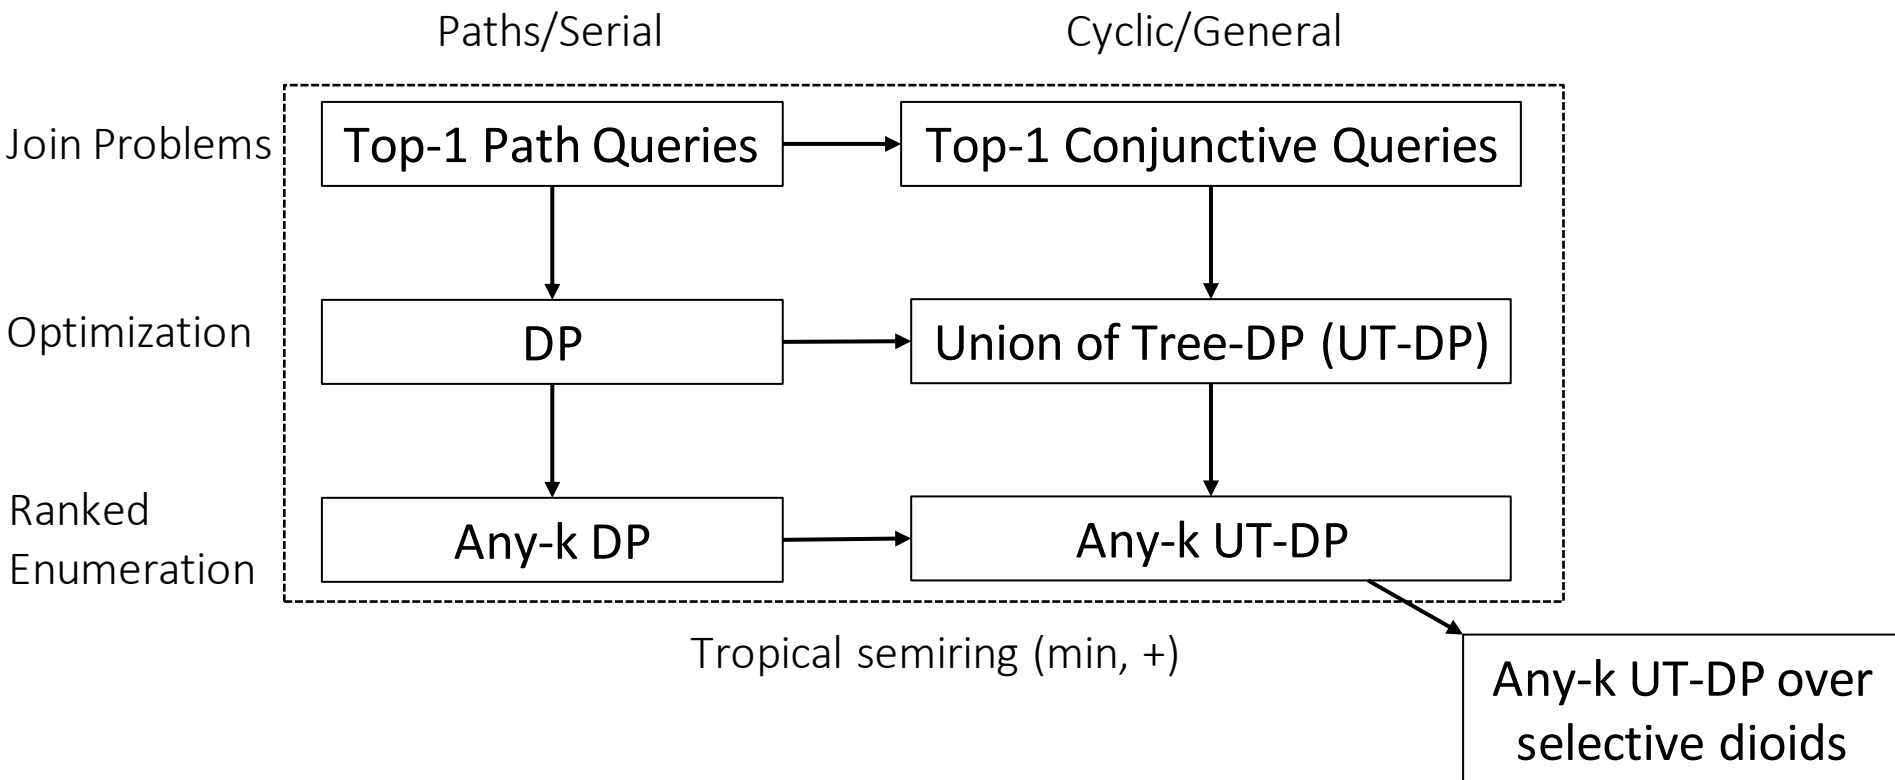 Paths/Serial
Cyclic/General
Join Problems
Top-1 Path Queries
Top-1 Conjunctive Queries
Optimization
DP
Union of Tree-DP (UT-DP)
Ranked
Enumeration
Any-k DP
Any-k UT-DP
Tropical semiring (min, +)
Any-k UT-DP over
selective dioids